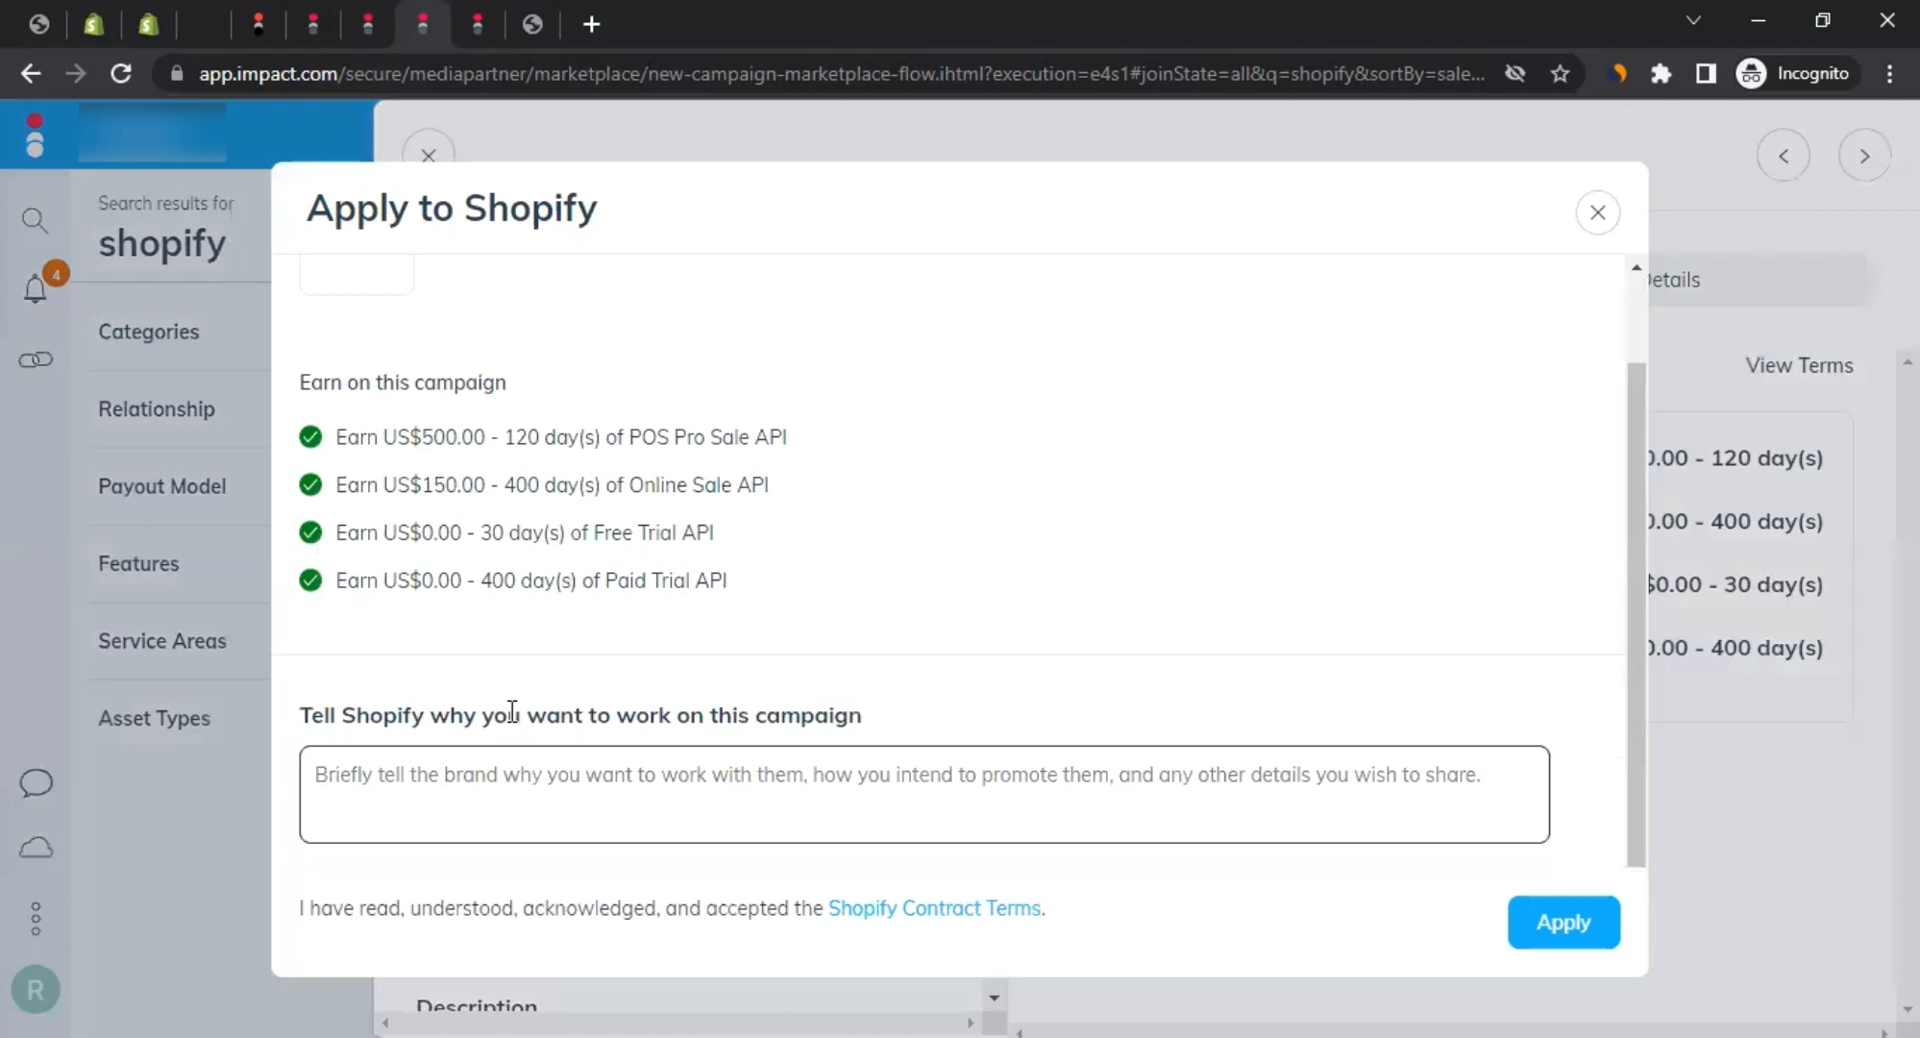 app.impact.com/secure/mediapartner/marketplace/new-campaign-marketplace-flow.ihtml?execution=e4s1#joinState=all&q=shopify&sortBy=sale...
Incognito
Search results for
shopify
4
Categories
Relationship
Payout Model
Features
Service Areas
Asset Types
R
Apply to Shopify
Earn on this campaign
Earn US$500.00 - 120 day(s) of POS Pro Sale API
Earn US$150.00 - 400 day(s) of Online Sale API
Earn US$0.00 - 30 day(s) of Free Trial API
Earn US$0.00 - 400 day(s) of Paid Trial API
Tell Shopify why you want to work on this campaign
Briefly tell the brand why you want to work with them, how you intend to promote them, and any other details you wish to share.
I have read, understood, acknowledged, and accepted the Shopify Contract Terms.
Apply
Details
View Terms
0.00 - 120 day(s)
0.00 - 400 day(s)
$0.00 - 30 day(s)
0.00 - 400 day(s)
Description